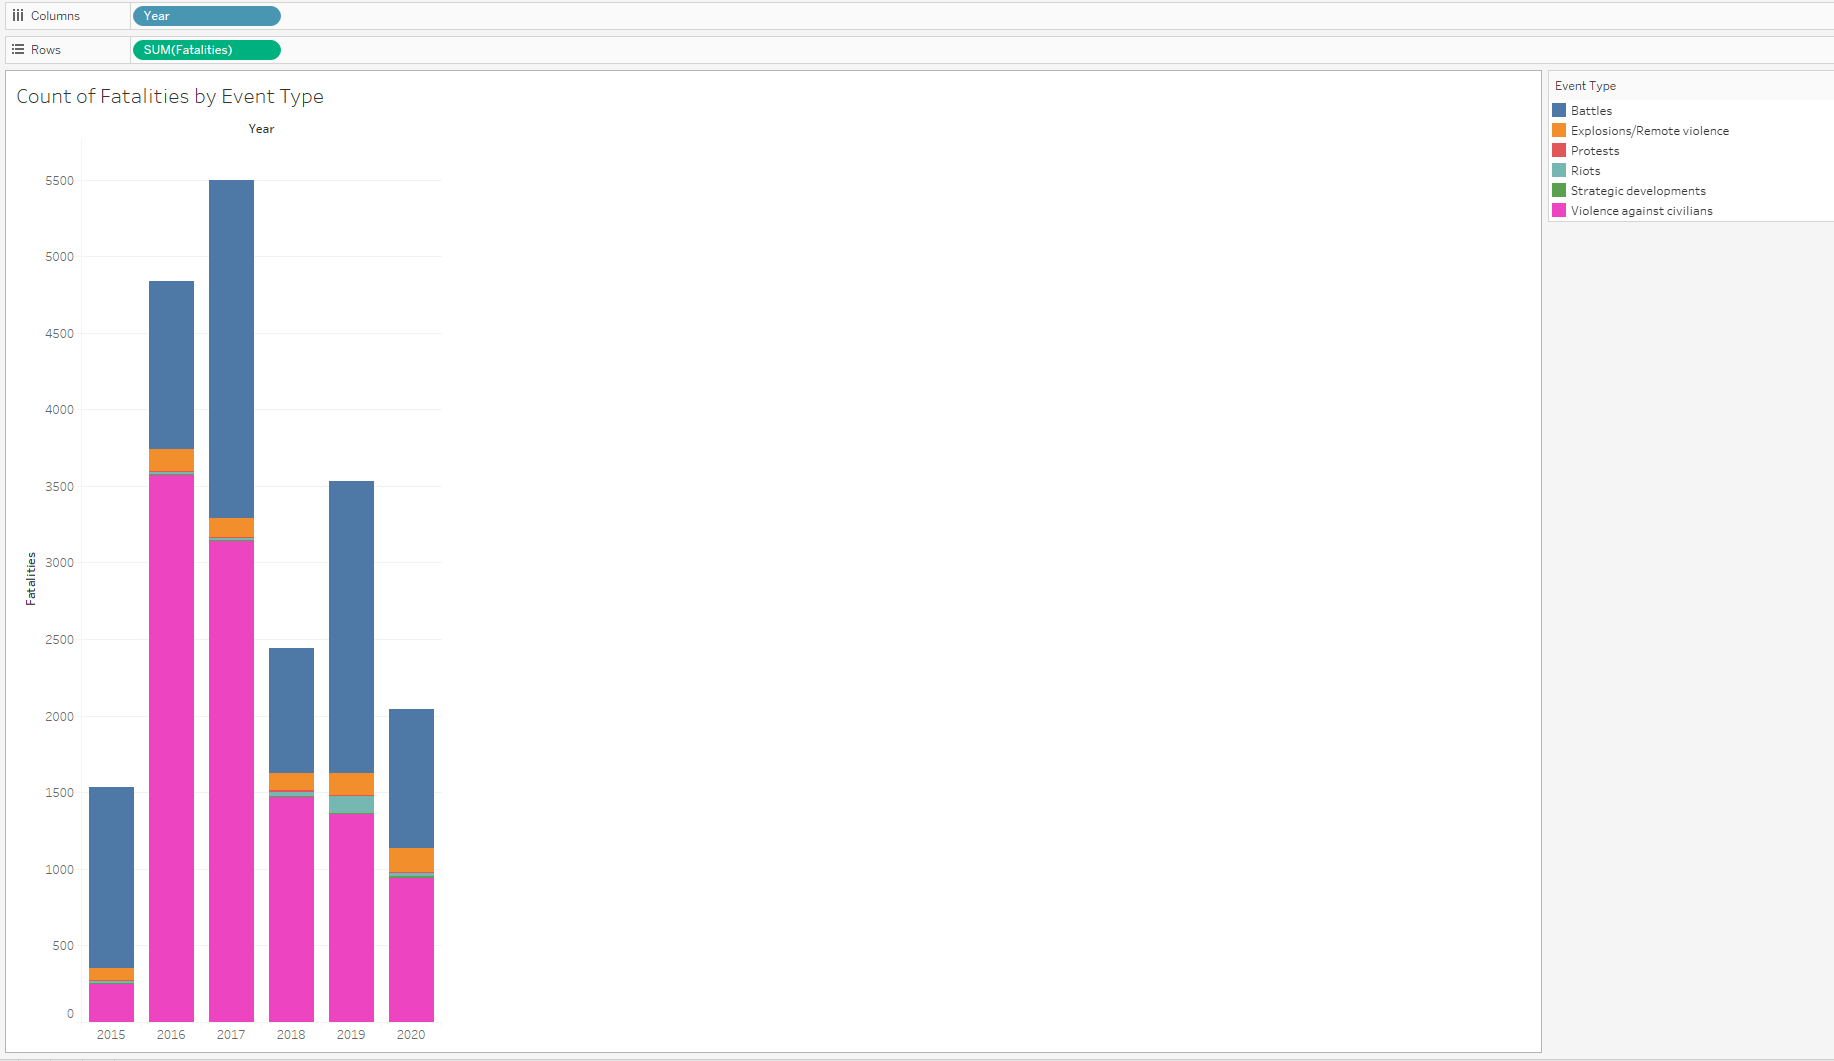 Columns
Year
Rows
SUM(Fatalities)
Count of Fatalities by Event Type
Year
Fatalities
5500
5000
4500
4000
3500
3000
2500
2000
1500
1000
500
0
2015 2016 2017 2018 2019 2020
Event Type
Battles
Explosions/Remote violence
Protests
Riots
Strategic developments
Violence against civilians